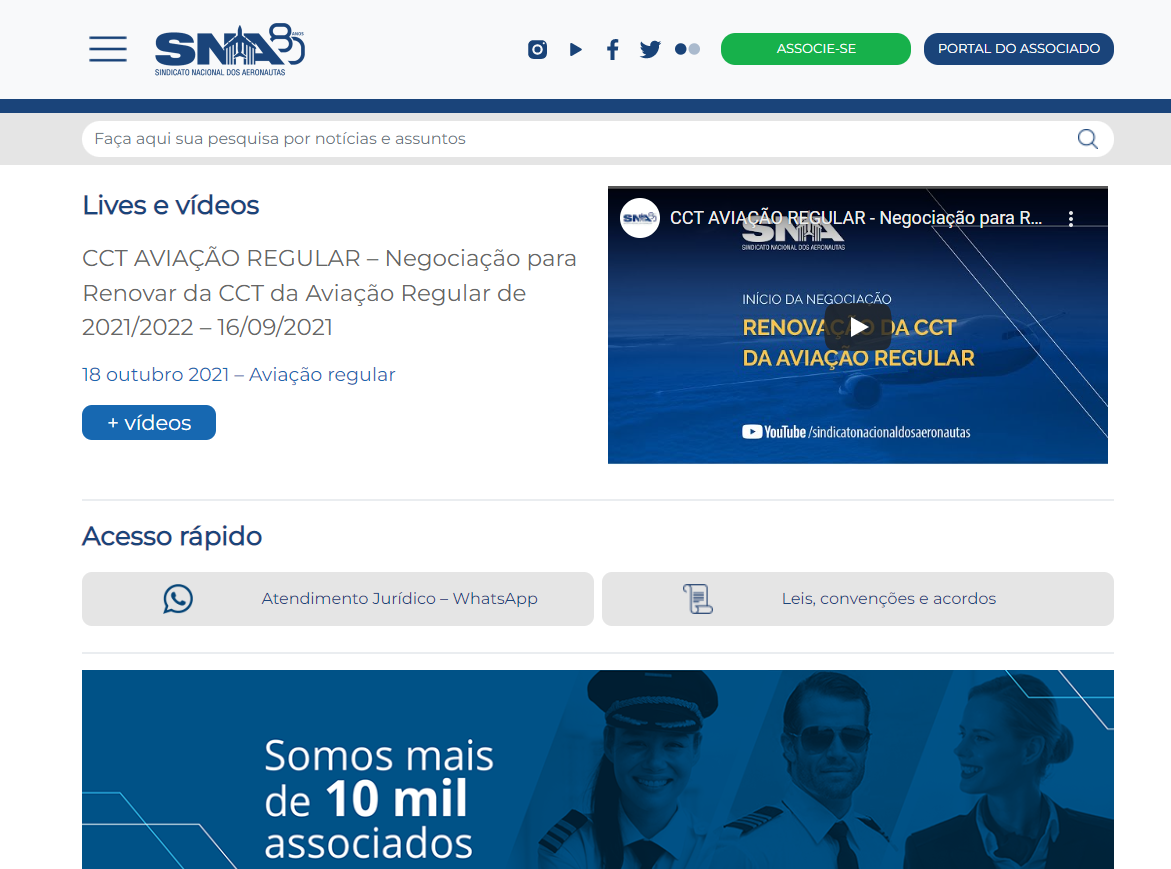 SNA 80 ANOS
SINDICATO NACIONAL DOS AERONAUTAS
ASSOCIE-SE
PORTAL DO ASSOCIADO
Faça aqui sua pesquisa por notícias e assuntos
Lives e vídeos
CCT AVIAÇÃO REGULAR – Negociação para
Renovar da CCT da Aviação Regular de
2021/2022 – 16/09/2021
18 outubro 2021 – Aviação regular
+ vídeos
SNA
CCT AVIAÇÃO REGULAR - Negociação para R...
SNA
SINDICATO NACIONAL DOS AERONAUTAS
INÍCIO DA NEGOCIAÇÃO
RENOVAÇÃO DA CCT
DA AVIAÇÃO REGULAR
YouTube /sindicatonacionaldosaeronautas
Acesso rápido
Atendimento Jurídico – WhatsApp
Leis, convenções e acordos
Somos mais
de 10 mil
associados